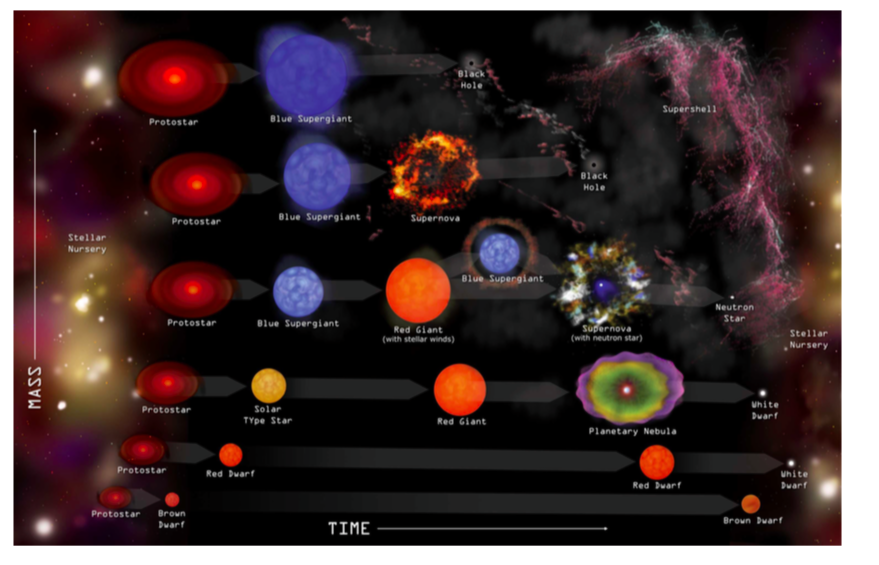 Black
Hole
Supershell
Protostar
Blue Supergiant
Black
Hole
Protostar
Blue Supergiant
Supernova
Stellar
Nursery
Blue Supergiant
Protostar
Blue Supergiant
Red Giant
(with stellar winds)
Supernova
(with neutron star)
Neutron
Star
Stellar
Nursery
MASS
Protostar
Solar
TYpe Star
Red Giant
Planetary Nebula
White
Dwarf
Protostar
Red Dwarf
Red Dwarf
White
Dwarf
Protostar
Brown
Dwarf
Brown Dwarf
TIME